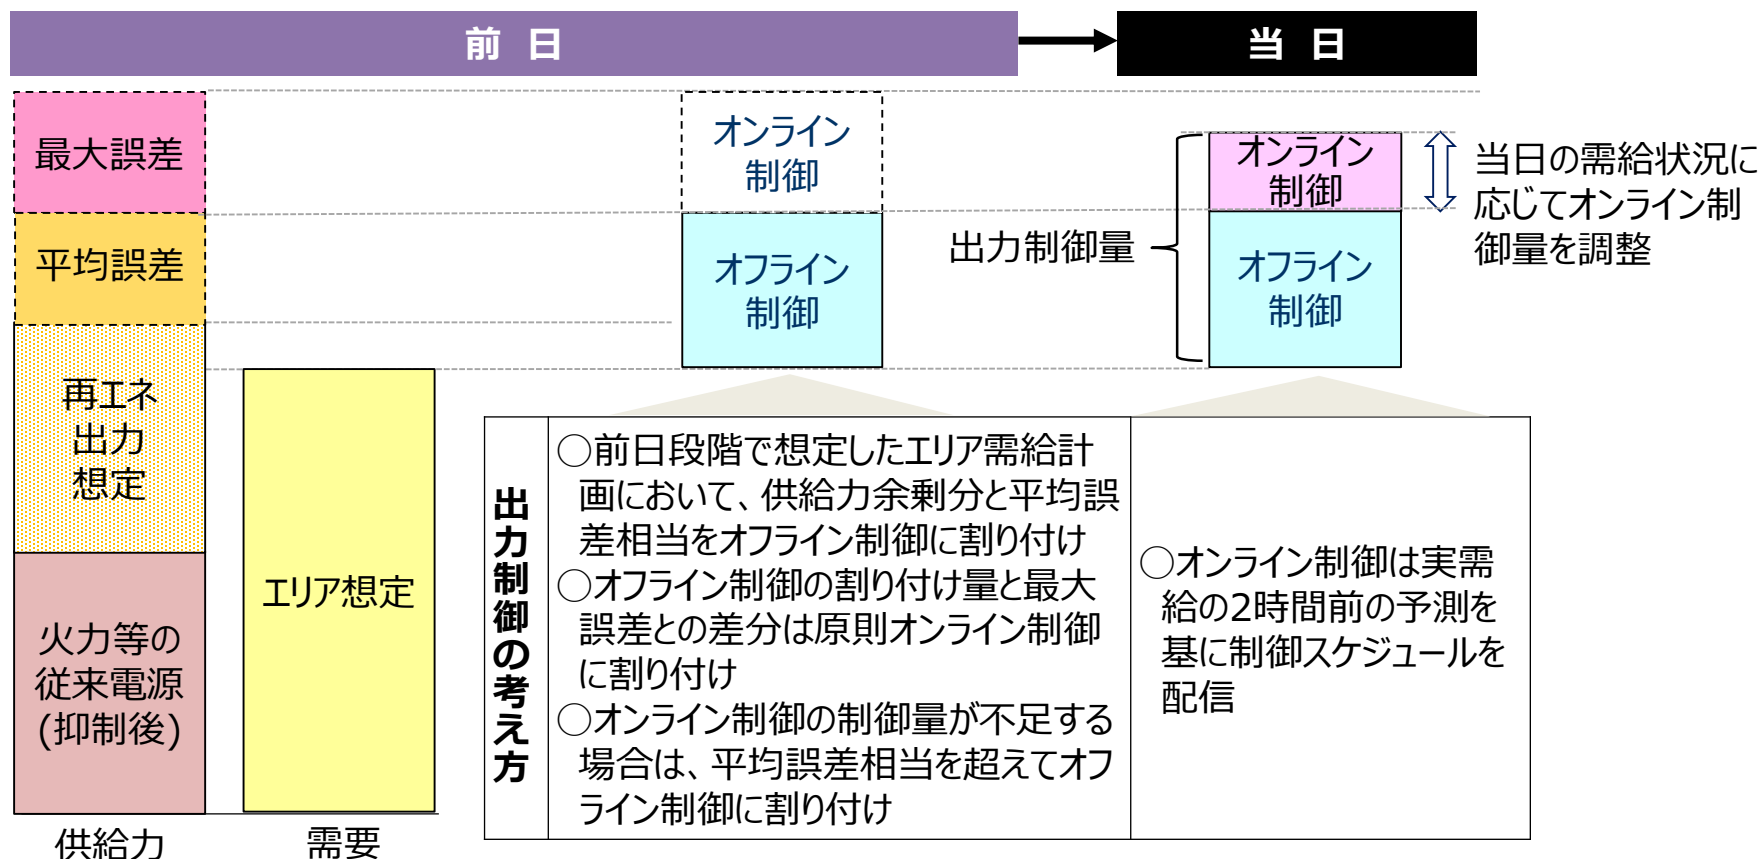 前 日
当 日
最大誤差
平均誤差
再エネ
出力
想定
火力等の
従来電源
(抑制後)
供給力
エリア想定
需要
オンライン
制御
オフライン
制御
出力制御量
オンライン
制御
オフライン
制御
当日の需給状況に
応じてオンライン制
御量を調整
出力制御の考え方
○前日段階で想定したエリア需給計
画において、供給力余剰分と平均誤
差相当をオフライン制御に割り付け
○オフライン制御の割り付け量と最大
誤差との差分は原則オンライン制御
に割り付け
○オンライン制御の制御量が不足する
場合は、平均誤差相当を超えてオフ
ライン制御に割り付け
○オンライン制御は実需
給の2時間前の予測を
基に制御スケジュールを
配信